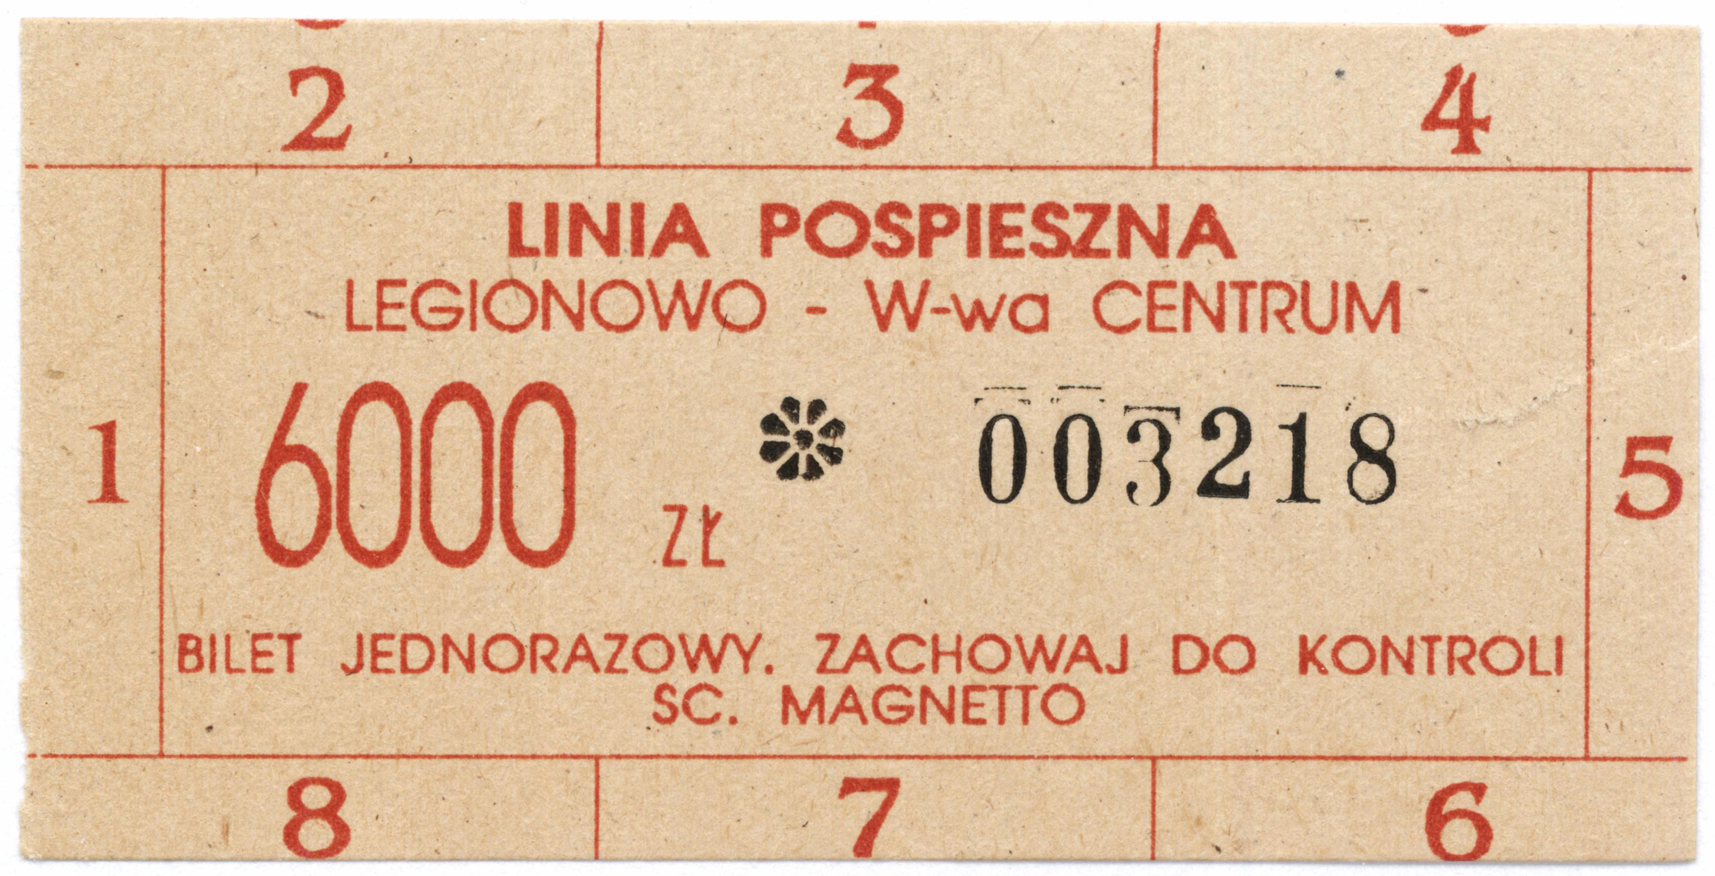 2 3 4
LINIA POSPIESZNA
LEGIONOWO - W-wa CENTRUM
1 6000 ZŁ 003218 5
BILET JEDNORAZOWY. ZACHOWAJ DO KONTROLI
SC. MAGNETTO
8 7 6